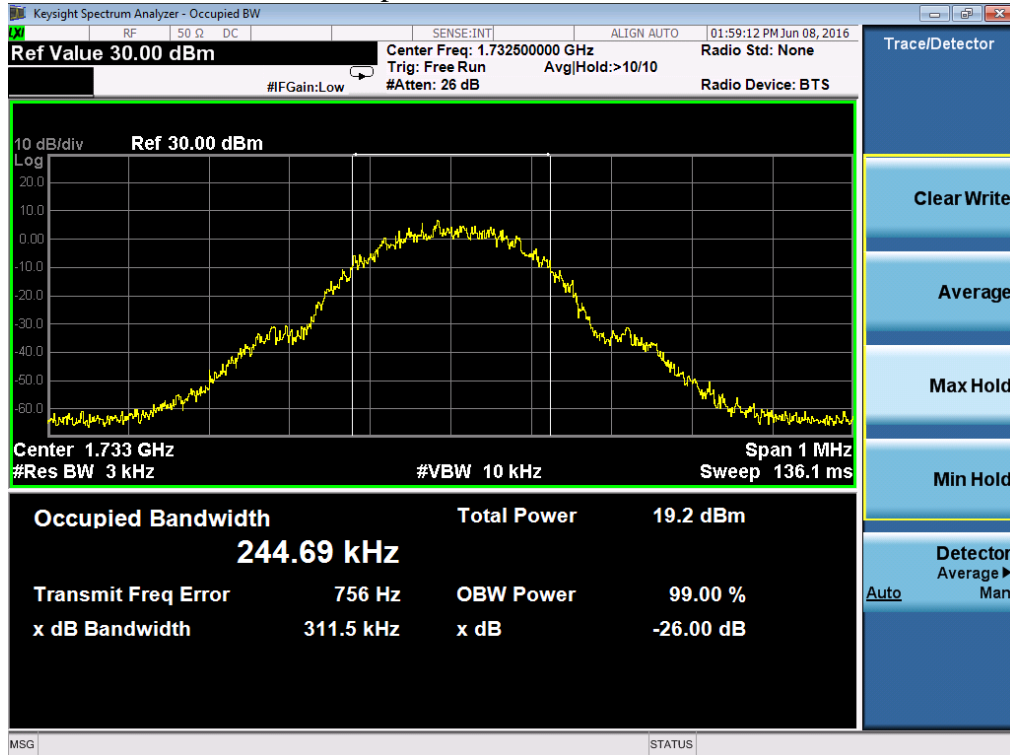 Keysight Spectrum Analyzer - Occupied BW
LXI RF 50 Ω DC SENSE:INT ALIGN AUTO 01:59:12 PM Jun 08, 2016
Ref Value 30.00 dBm
Center Freq: 1.732500000 GHz
Radio Std: None
Trig: Free Run Avg|Hold:>10/10
#IFGain:Low #Atten: 26 dB Radio Device: BTS
10 dB/div Ref 30.00 dBm
Log
20.0
10.0
0.00
-10.0
-20.0
-30.0
-40.0
-50.0
-60.0
Center 1.733 GHz Span 1 MHz
#Res BW 3 kHz #VBW 10 kHz Sweep 136.1 ms
Occupied Bandwidth Total Power 19.2 dBm
244.69 kHz
Transmit Freq Error 756 Hz OBW Power 99.00 %
x dB Bandwidth 311.5 kHz x dB -26.00 dB
MSG STATUS
Trace/Detector
Clear Write
Average
Max Hold
Min Hold
Detector
Average▶
Auto Man